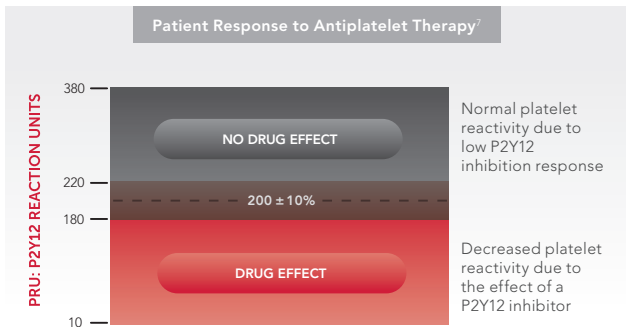 Patient Response to Antiplatelet Therapy⁷
PRU: P2Y12 REACTION UNITS
380
220
180
10
NO DRUG EFFECT
200 ± 10%
DRUG EFFECT
Normal platelet
reactivity due to
low P2Y12
inhibition response
Decreased platelet
reactivity due to
the effect of a
P2Y12 inhibitor